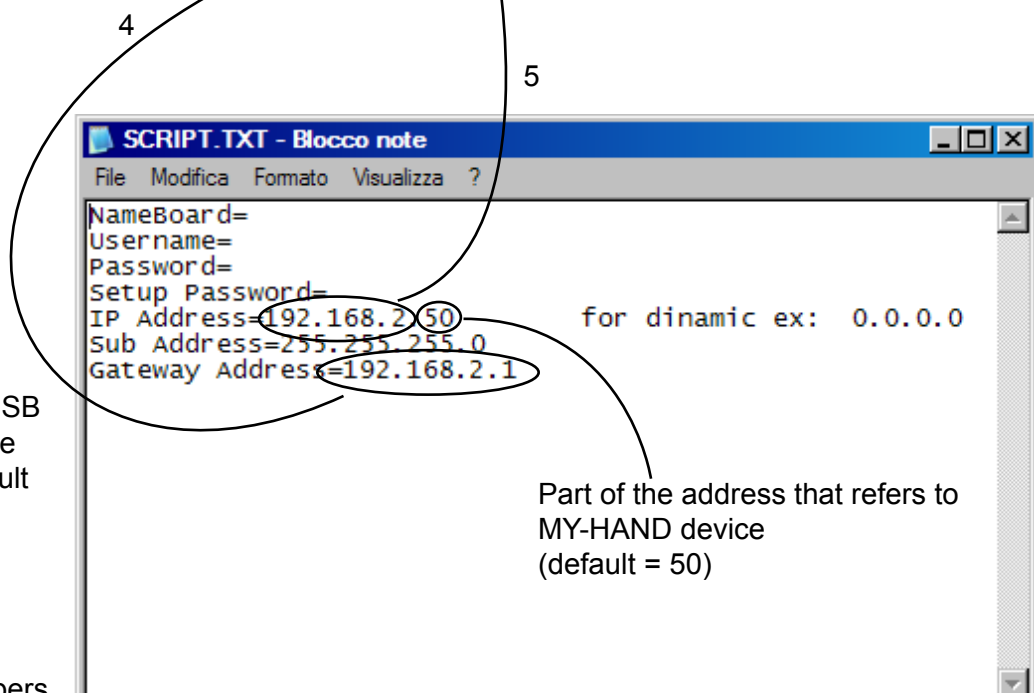 4
5
SCRIPT.TXT - Blocco note
File Modifica Formato Visualizza ?
NameBoard=
Username=
Password=
Setup Password=
IP Address=192.168.2.50 for dinamic ex: 0.0.0.0
Sub Address=255.255.255.0
Gateway Address=192.168.2.1
SB
e
ult
Part of the address that refers to
MY-HAND device
(default = 50)
bers